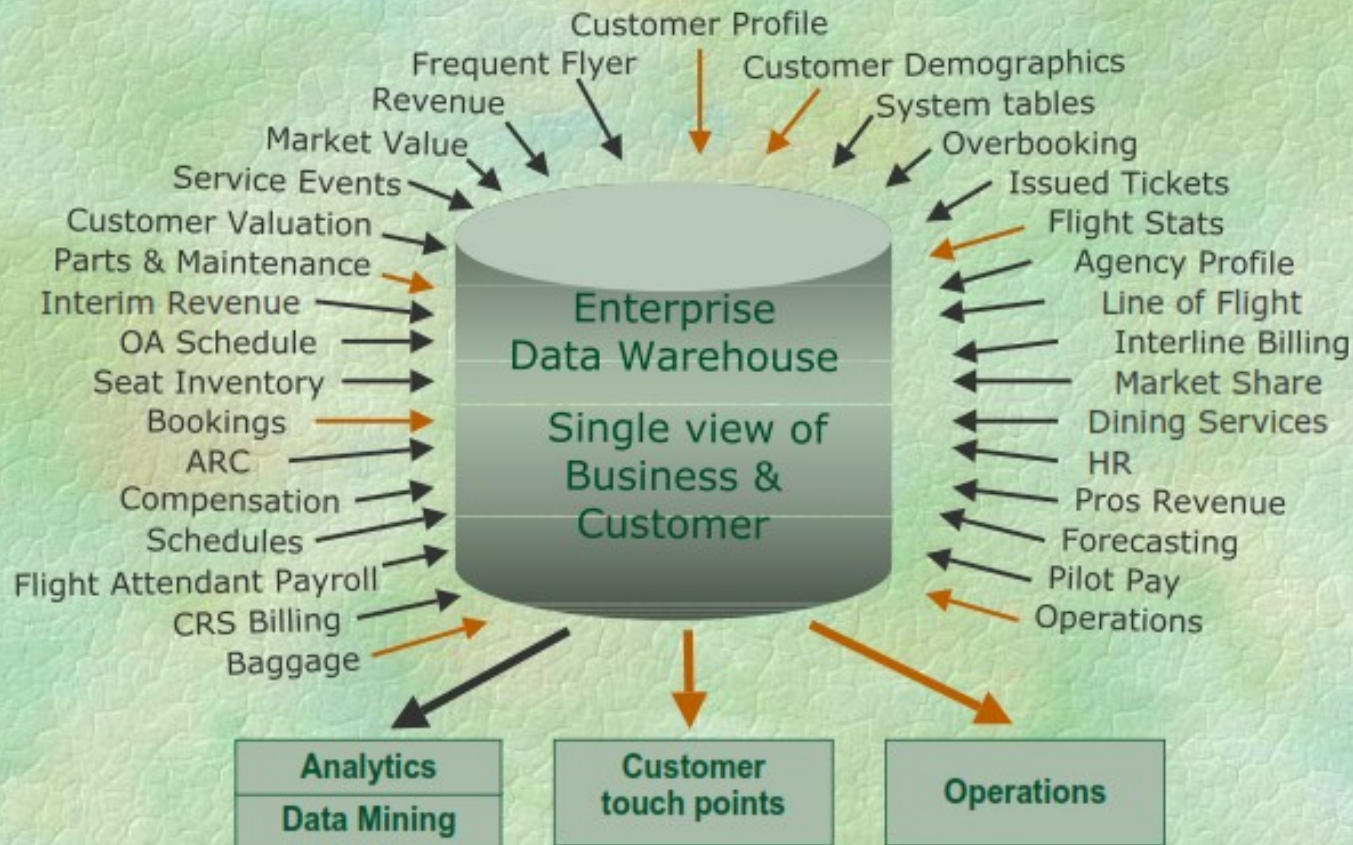 Customer Profile
Frequent Flyer
Customer Demographics
Revenue
System tables
Market Value
Overbooking
Service Events
Issued Tickets
Customer Valuation
Flight Stats
Parts & Maintenance
Agency Profile
Interim Revenue
Line of Flight
OA Schedule
Interline Billing
Seat Inventory
Market Share
Bookings
Dining Services
ARC
HR
Compensation
Pros Revenue
Schedules
Forecasting
Flight Attendant Payroll
Pilot Pay
CRS Billing
Operations
Baggage
Enterprise
Data Warehouse
Single view of
Business &
Customer
Analytics
Data Mining
Customer
touch points
Operations